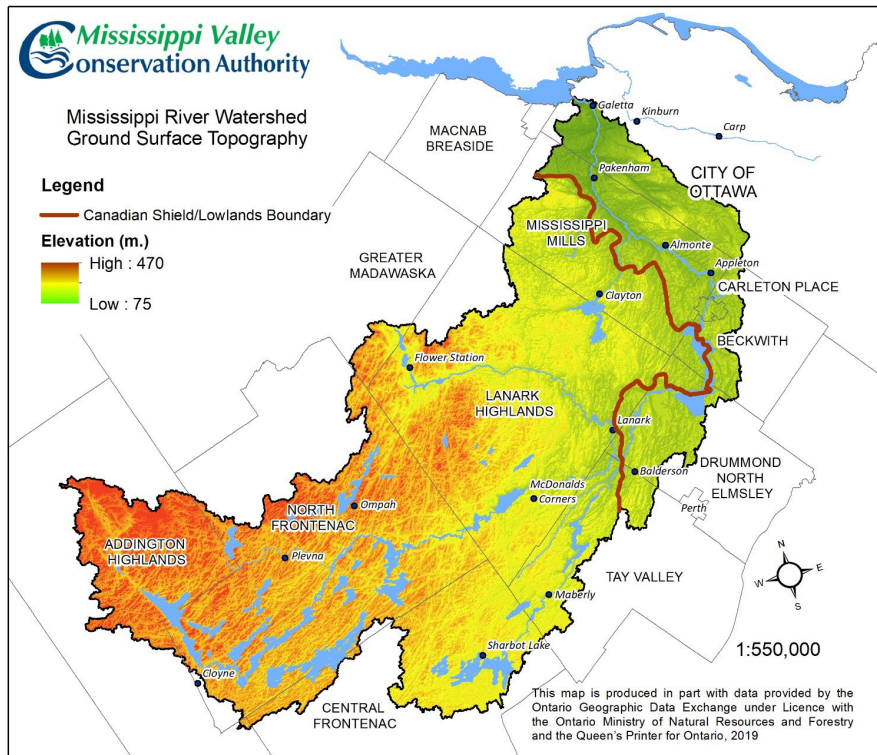 Mississippi Valley
Conservation Authority
Mississippi River Watershed
Ground Surface Topography
Legend
Canadian Shield/Lowlands Boundary
Elevation (m.)
High : 470
Low : 75
Galetta
Kinburn
Carp
MACNAB
BREASIDE
Pakenham
CITY OF
OTTAWA
MISSISSIPPI
MILLS
Almonte
GREATER
MADAWASKA
Appleton
CARLETON PLACE
Clayton
BECKWITH
Flower Station
LANARK
HIGHLANDS
Lanark
Balderson
DRUMMOND
NORTH
ELMSLEY
McDonalds
Corners
Perth
Ompah
NORTH
FRONTENAC
ADDINGTON
HIGHLANDS
Plevna
TAY VALLEY
N
E
S
W
Maberly
Sharbot Lake
1:550,000
Cloyne
CENTRAL
FRONTENAC
This map is produced in part with data provided by the
Ontario Geographic Data Exchange under Licence with
the Ontario Ministry of Natural Resources and Forestry
and the Queen's Printer for Ontario, 2019